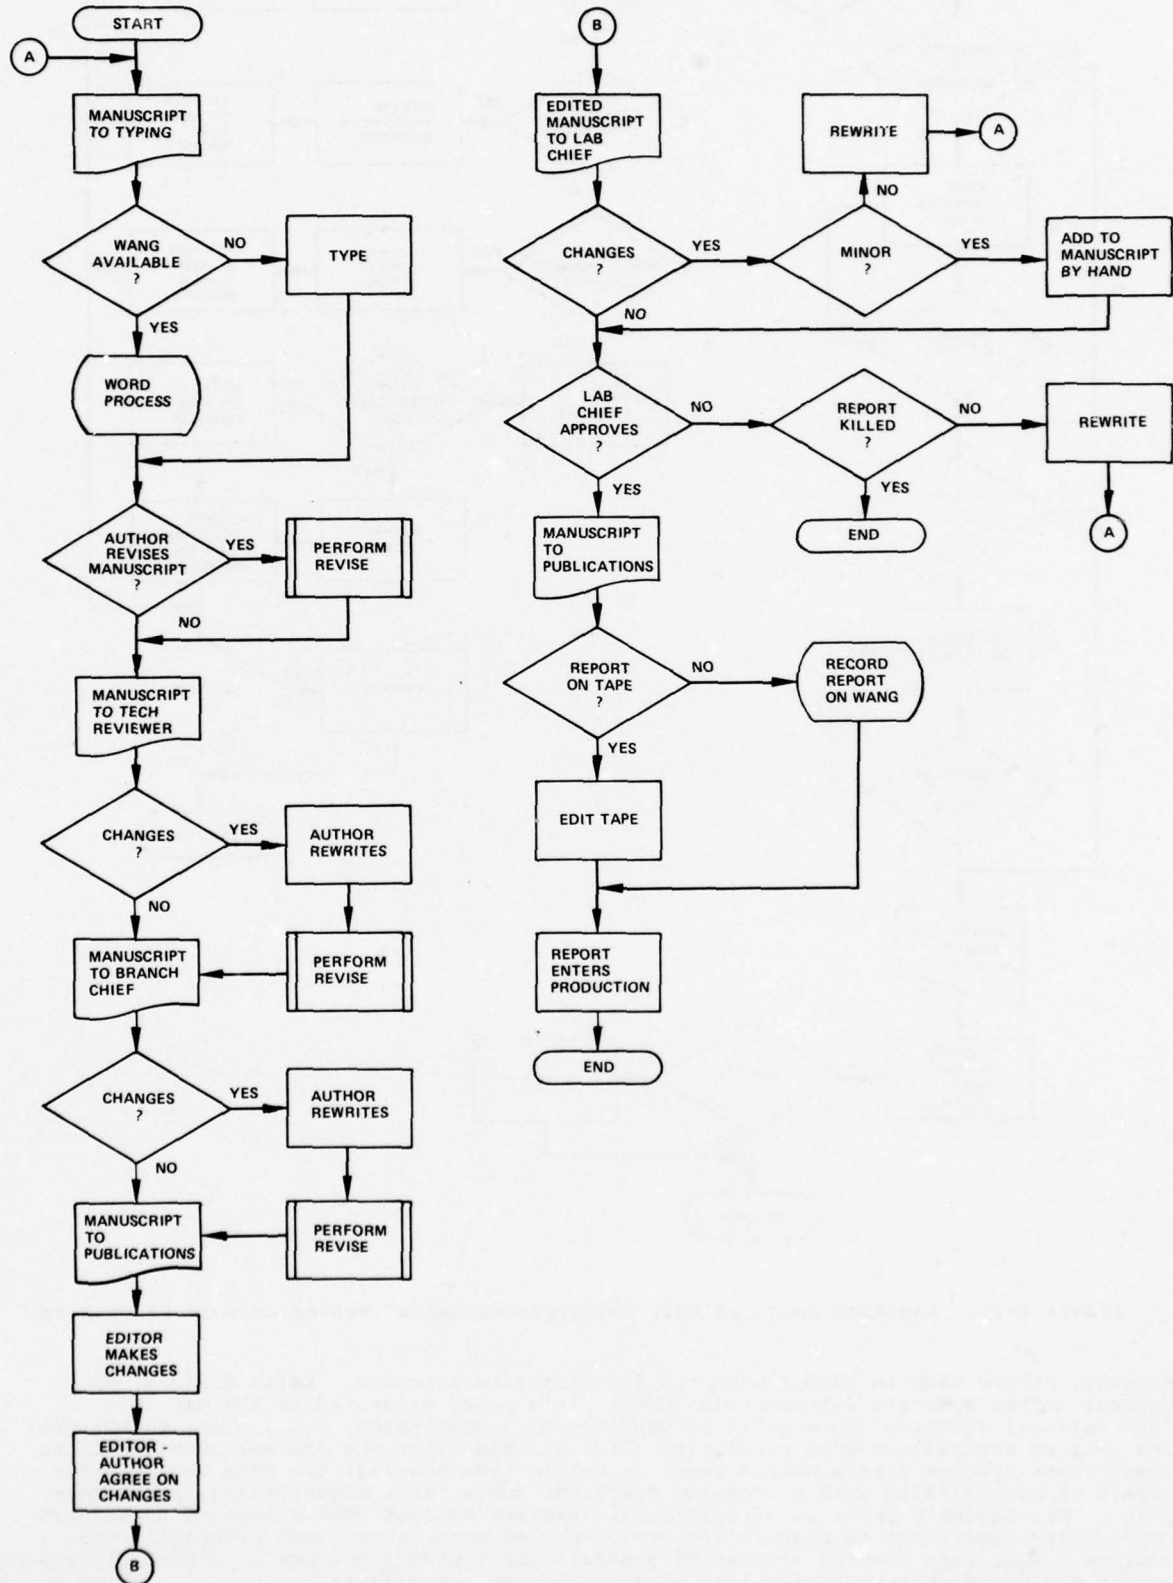 START
A
MANUSCRIPT
TO TYPING
WANG
AVAILABLE
?
NO
TYPE
YES
WORD
PROCESS
AUTHOR
REVISES
MANUSCRIPT
?
YES
PERFORM
REVISE
NO
MANUSCRIPT
TO TECH
REVIEWER
CHANGES
?
YES
AUTHOR
REWRITES
NO
PERFORM
REVISE
MANUSCRIPT
TO BRANCH
CHIEF
CHANGES
?
YES
AUTHOR
REWRITES
NO
PERFORM
REVISE
MANUSCRIPT
TO
PUBLICATIONS
EDITOR
MAKES
CHANGES
EDITOR -
AUTHOR
AGREE ON
CHANGES
B
B
EDITED
MANUSCRIPT
TO LAB
CHIEF
CHANGES
?
YES
MINOR
?
NO
REWRITE
A
YES
ADD TO
MANUSCRIPT
BY HAND
NO
LAB
CHIEF
APPROVES
?
NO
REPORT
KILLED
?
NO
REWRITE
A
YES
END
YES
MANUSCRIPT
TO
PUBLICATIONS
REPORT
ON TAPE
?
NO
RECORD
REPORT
ON WANG
YES
EDIT TAPE
REPORT
ENTERS
PRODUCTION
END